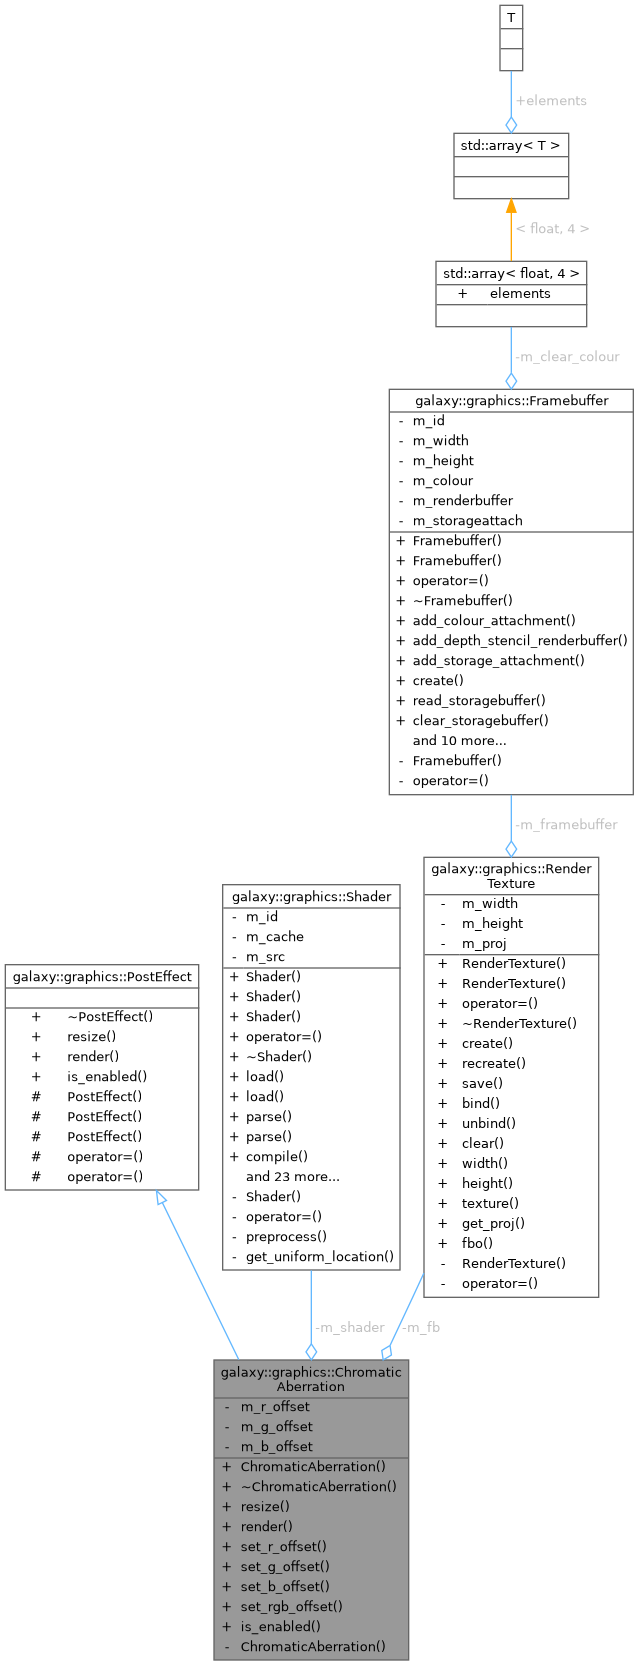 T
+elements
std::array< T >
< float, 4 >
std::array< float, 4 >
+ elements
-m_clear_colour
galaxy::graphics::Framebuffer
- m_id
- m_width
- m_height
- m_colour
- m_renderbuffer
- m_storageattach
+ Framebuffer()
+ Framebuffer()
+ operator=()
+ ~Framebuffer()
+ add_colour_attachment()
+ add_depth_stencil_renderbuffer()
+ add_storage_attachment()
+ create()
+ read_storagebuffer()
+ clear_storagebuffer()
and 10 more...
- Framebuffer()
- operator=()
-m_framebuffer
galaxy::graphics::Render
Texture
- m_width
- m_height
- m_proj
+ RenderTexture()
+ RenderTexture()
+ operator=()
+ ~RenderTexture()
+ create()
+ recreate()
+ save()
+ bind()
+ unbind()
+ clear()
+ width()
+ height()
+ texture()
+ get_proj()
+ fbo()
- RenderTexture()
- operator=()
galaxy::graphics::Shader
- m_id
- m_cache
- m_src
+ Shader()
+ Shader()
+ Shader()
+ operator=()
+ ~Shader()
+ load()
+ load()
+ parse()
+ parse()
+ compile()
and 23 more...
- Shader()
- operator=()
- preprocess()
- get_uniform_location()
galaxy::graphics::PostEffect
+ ~PostEffect()
+ resize()
+ render()
+ is_enabled()
# PostEffect()
# PostEffect()
# PostEffect()
# operator=()
# operator=()
-m_shader
-m_fb
galaxy::graphics::Chromatic
Aberration
- m_r_offset
- m_g_offset
- m_b_offset
+ ChromaticAberration()
+ ~ChromaticAberration()
+ resize()
+ render()
+ set_r_offset()
+ set_g_offset()
+ set_b_offset()
+ set_rgb_offset()
+ is_enabled()
- ChromaticAberration()